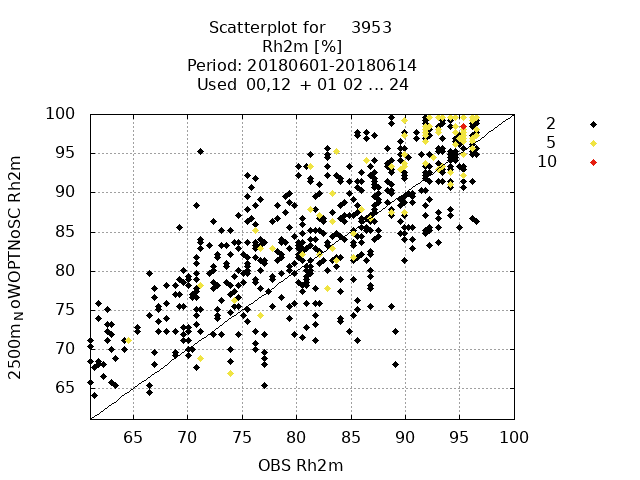 Scatterplot for 3953
Rh2m [%]
Period: 20180601-20180614
Used 00,12 + 01 02 ... 24
100
95
90
85
80
75
70
65
2500m_NoWOPTNoSC Rh2m
65 70 75 80 85 90 95 100
OBS Rh2m
2
5
10